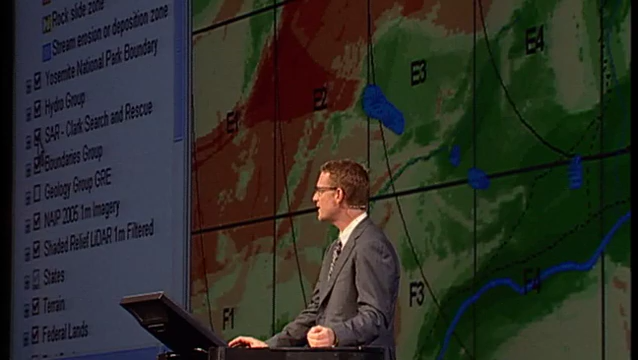 Rock slide zone
Stream erosion or deposition zone
Yosemite National Park Boundary
Hydro Group
SAR - Clark Search and Rescue
Boundaries Group
Geology Group GRE
NAIP 2005 1m Imagery
Shaded Relief LiDAR 1m Filtered
States
Terrain
Federal Lands
E1
E2
E3
E4
F1
F3
F4